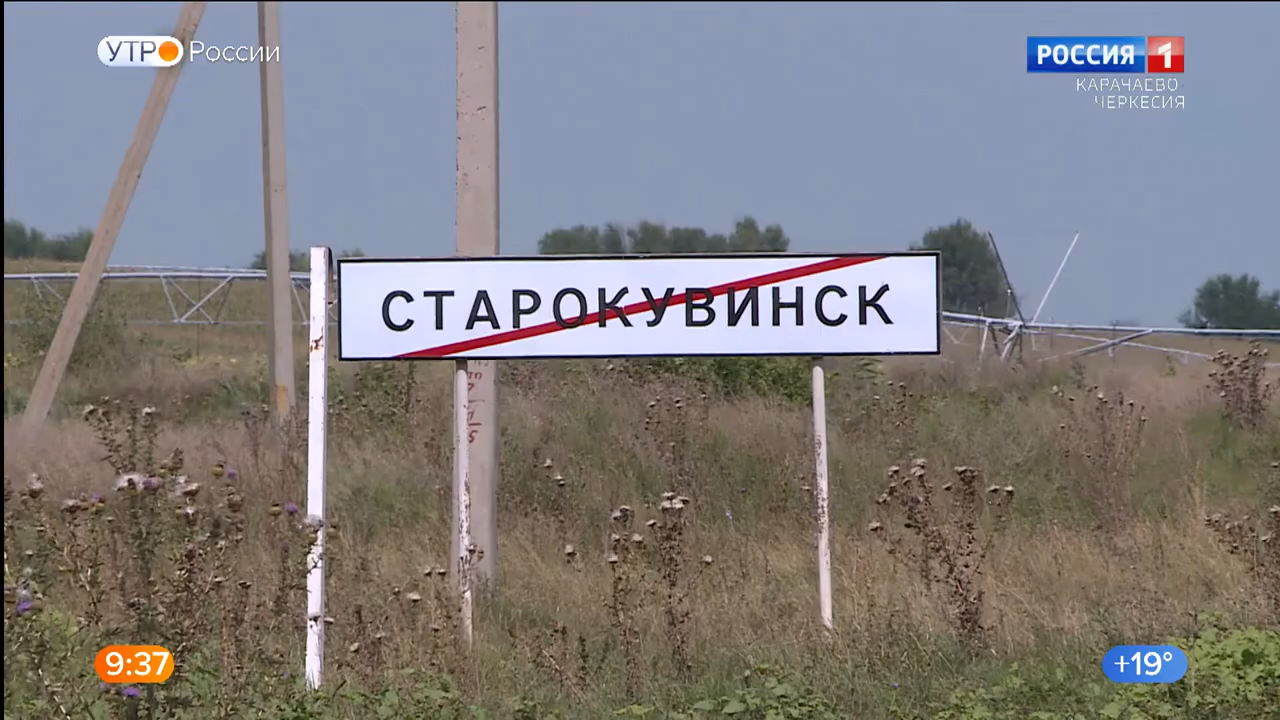 УТРО России
РОССИЯ 1
КАРАЧАЕВО
ЧЕРКЕСИЯ
СТАРОКУВИНСК
9:37
+19°